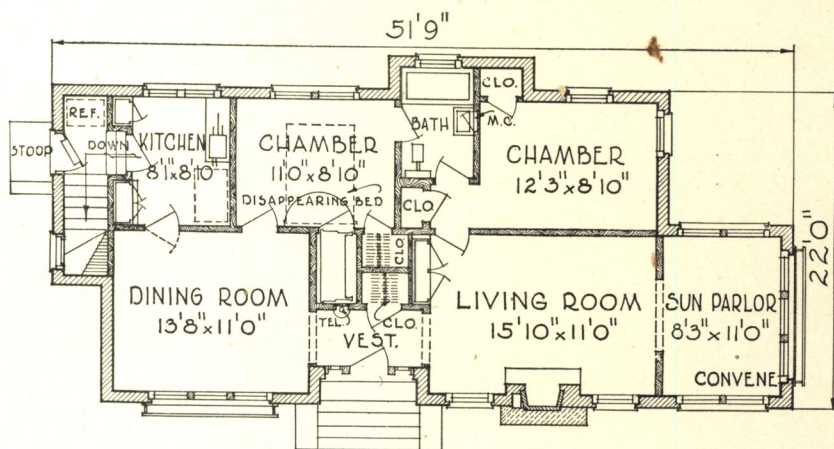 51'9"
CLO.
REF.
BATH
M.C.
KITCHEN
8'1"x8'10"
CHAMBER
11'0"x8'10"
CHAMBER
12'3"x8'10"
STOOP
DOWN
DISAPPEARING BED
CLO.
CLO.
22'0"
DINING ROOM
13'8"x11'0"
LIVING ROOM
15'10"x11'0"
SUN PARLOR
8'3"x11'0"
TEL.
CLO.
VEST.
CONVENE